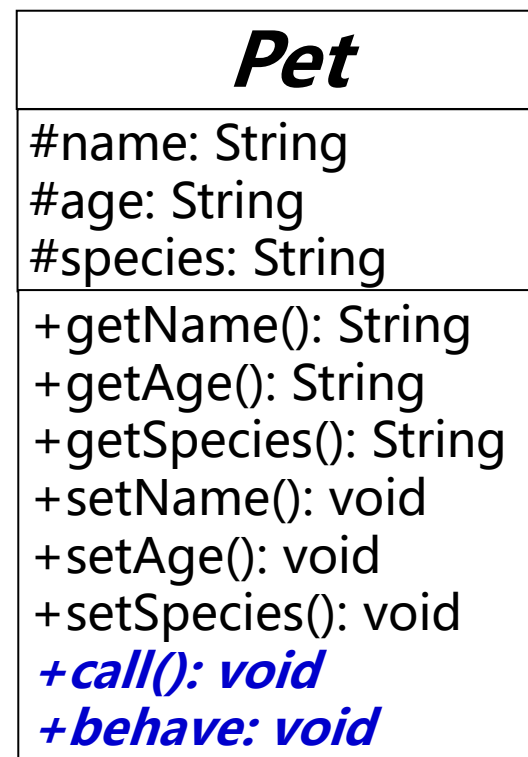 Pet
#name: String
#age: String
#species: String
+getName(): String
+getAge(): String
+getSpecies(): String
+setName(): void
+setAge(): void
+setSpecies(): void
+call(): void
+behave: void